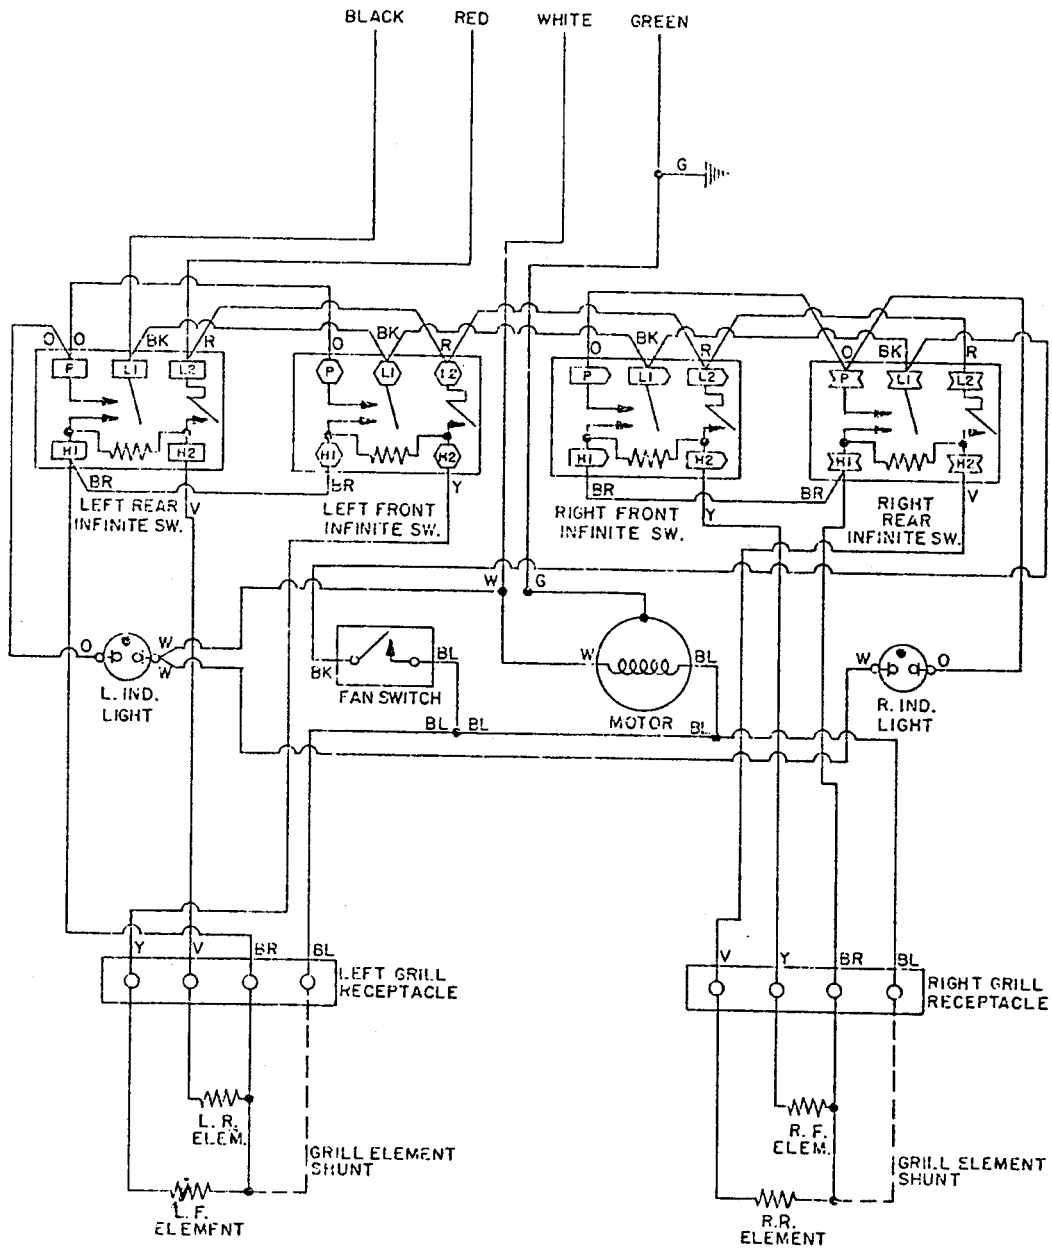 BLACK RED WHITE GREEN
G
O O BK R
O BK R
O BK R
O BK R
P L1 L2
P L1 L2
P L1 L2
P L1 L2
H1 H2
H1 H2
H1 H2
H1 H2
BR V
BR Y
BR Y
BR V
LEFT REAR
INFINITE SW.
LEFT FRONT
INFINITE SW.
RIGHT FRONT
INFINITE SW.
RIGHT
REAR
INFINITE SW.
W G
O W
W
L. IND.
LIGHT
BK BL
FAN SWITCH
W BL
MOTOR
W O
R. IND.
LIGHT
BL BL BL
Y V BR BL
LEFT GRILL
RECEPTACLE
V Y BR BL
RIGHT GRILL
RECEPTACLE
L. R.
ELEM.
GRILL ELEMENT
SHUNT
L. F.
ELEMENT
R. F.
ELEM.
GRILL ELEMENT
SHUNT
R.R.
ELEMENT